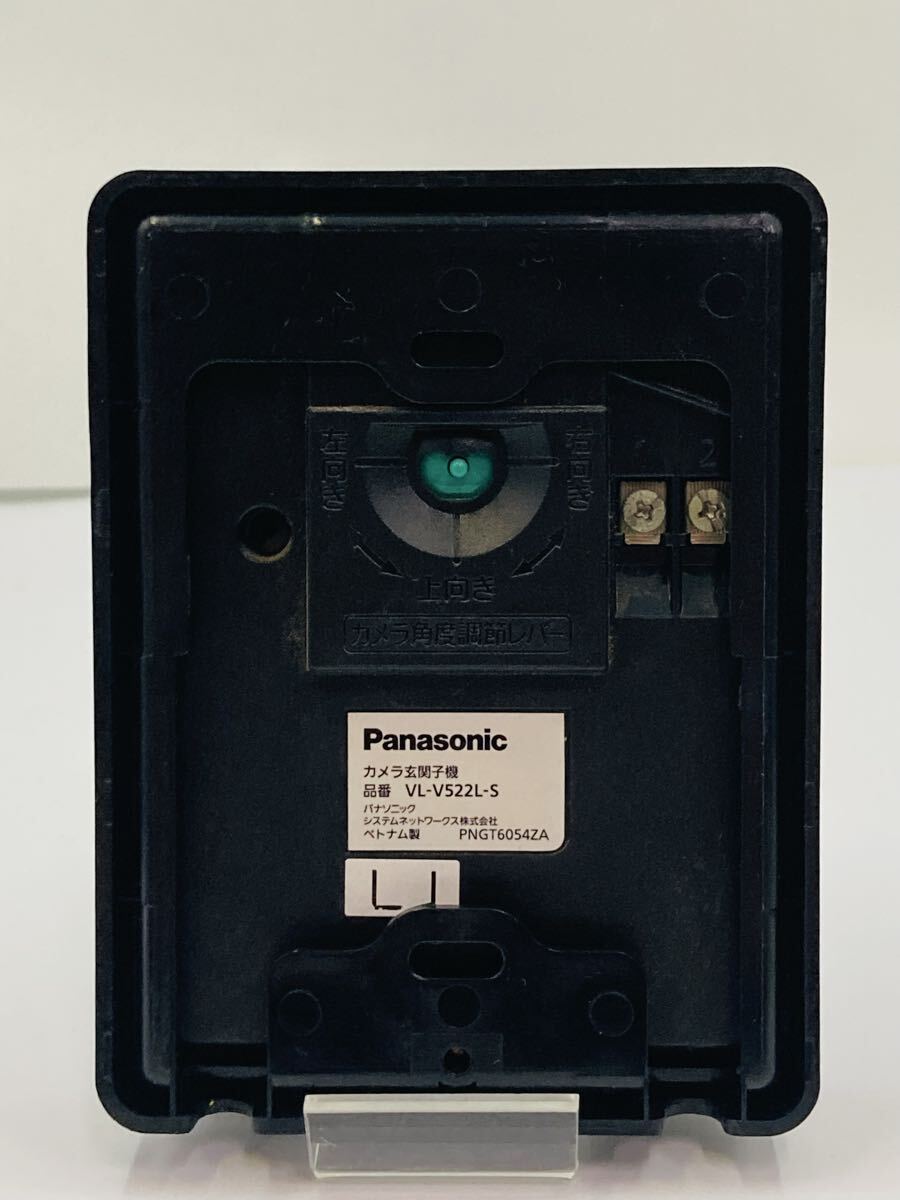 左向き
右向き
上向き
カメラ角度調節レバー
2
Panasonic
カメラ玄関子機
品番 VL-V522L-S
パナソニック
システムネットワークス株式会社
ベトナム製 PNGT6054ZA